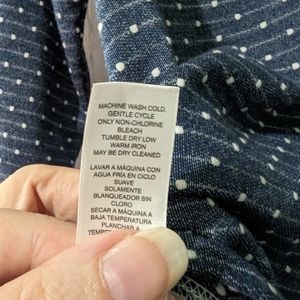 MACHINE WASH COLD,
GENTLE CYCLE
ONLY NON-CHLORINE
BLEACH
TUMBLE DRY LOW
WARM IRON
MAY BE DRY CLEANED
LAVAR A MÁQUINA CON
AGUA FRÍA EN CICLO
SUAVE
SOLAMENTE
BLANQUEADOR SIN
CLORO
SECAR A MÁQUINA A
BAJA TEMPERATURA
PLANCHAR A